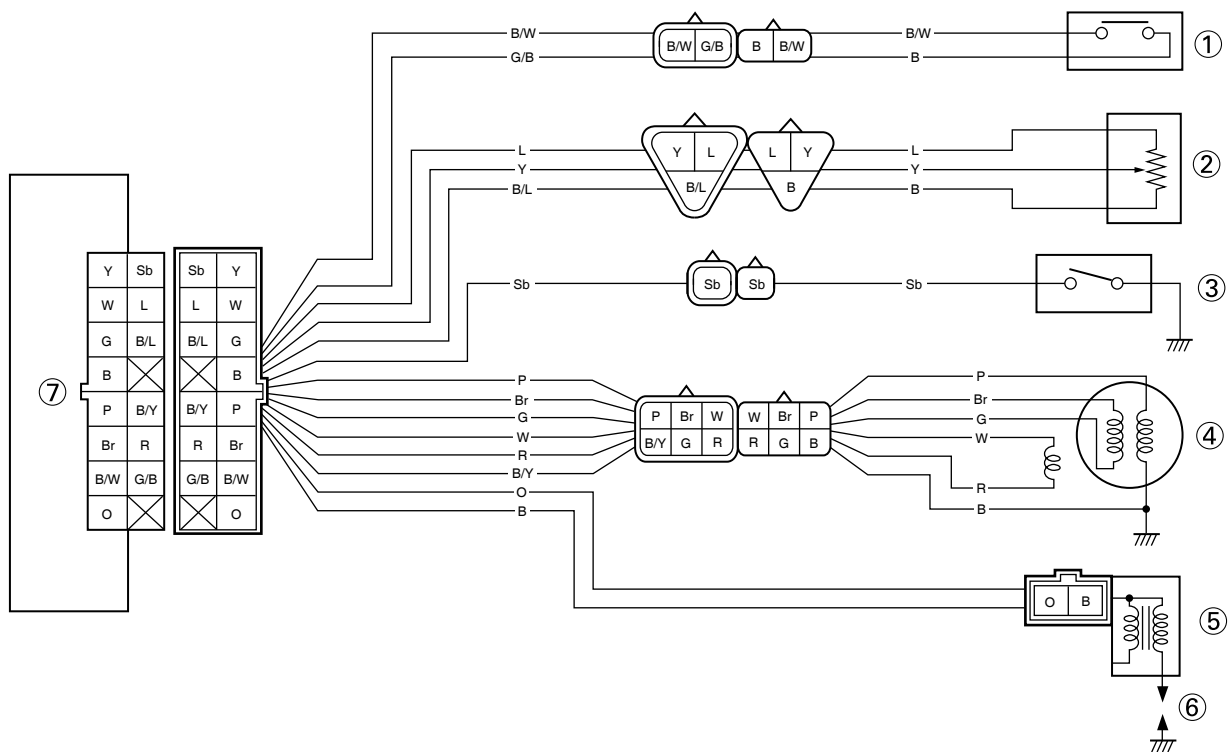 B/W B/W G/B B B/W B/W ①
G/B B
L Y L L Y L ②
Y Y
B/L B/L B B
Y Sb Sb Y
Sb Sb Sb Sb ③
W L L W
G B/L B/L G
B B
⑦
P B/Y B/Y P
Br R R Br
B/W G/B G/B B/W
O O
P P
Br P Br W W Br P Br
G G
W B/Y G R R G B W ④
R
B/Y
R
O
B B
O B ⑤
⑥